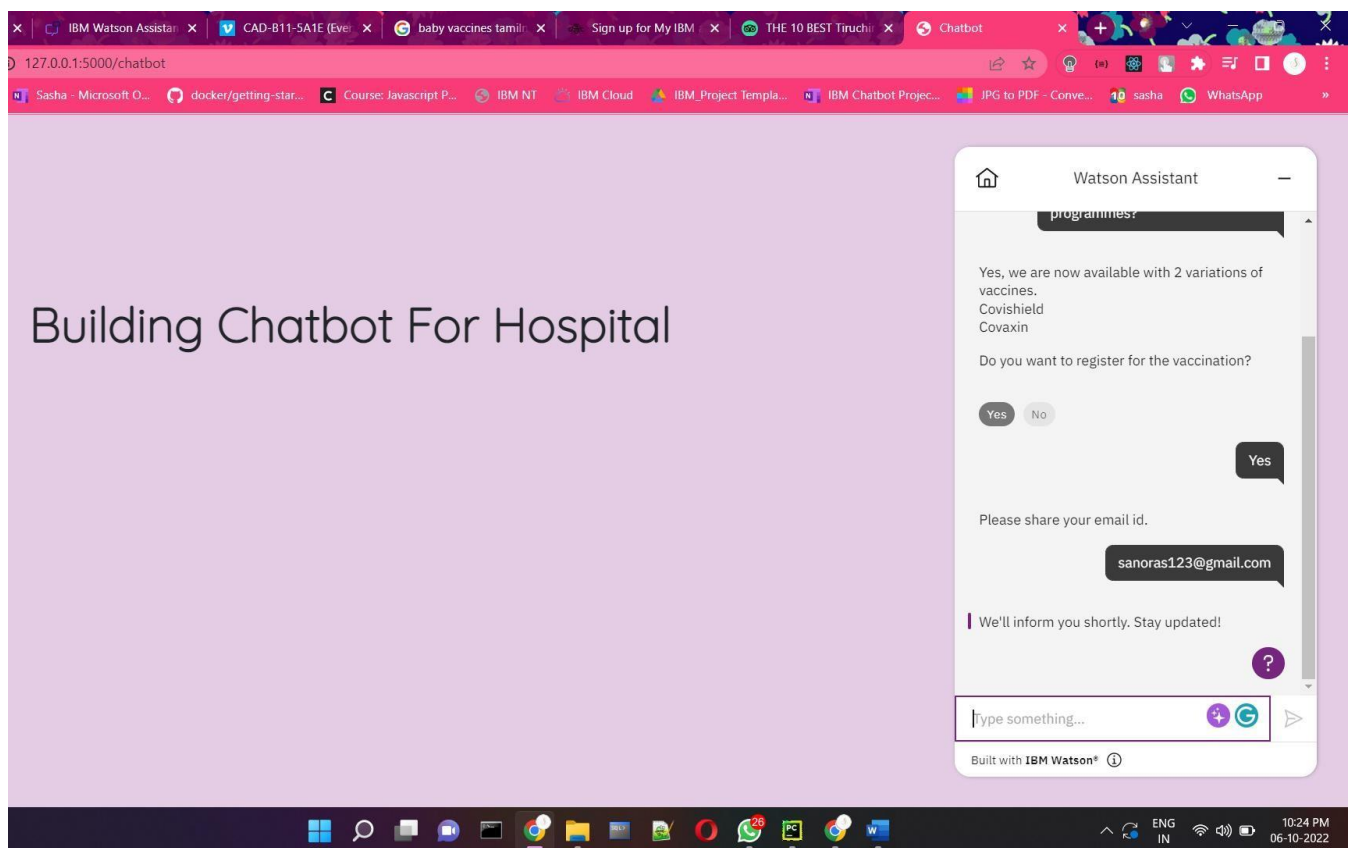 IBM Watson Assistan
CAD-B11-5A1E (Ever
baby vaccines tamiln
Sign up for My IBM
THE 10 BEST Tiruchir
Chatbot
127.0.0.1:5000/chatbot
Sasha - Microsoft O...
docker/getting-star...
Course: Javascript P...
IBM NT
IBM Cloud
IBM_Project Templa...
IBM Chatbot Projec...
JPG to PDF - Conve...
sasha
WhatsApp
»
Building Chatbot For Hospital
Watson Assistant
programmes?
Yes, we are now available with 2 variations of
vaccines.
Covishield
Covaxin
Do you want to register for the vaccination?
Yes No
Yes
Please share your email id.
sanoras123@gmail.com
We'll inform you shortly. Stay updated!
?
Type something...
Built with IBM Watson®
26
ENG
IN
10:24 PM
06-10-2022